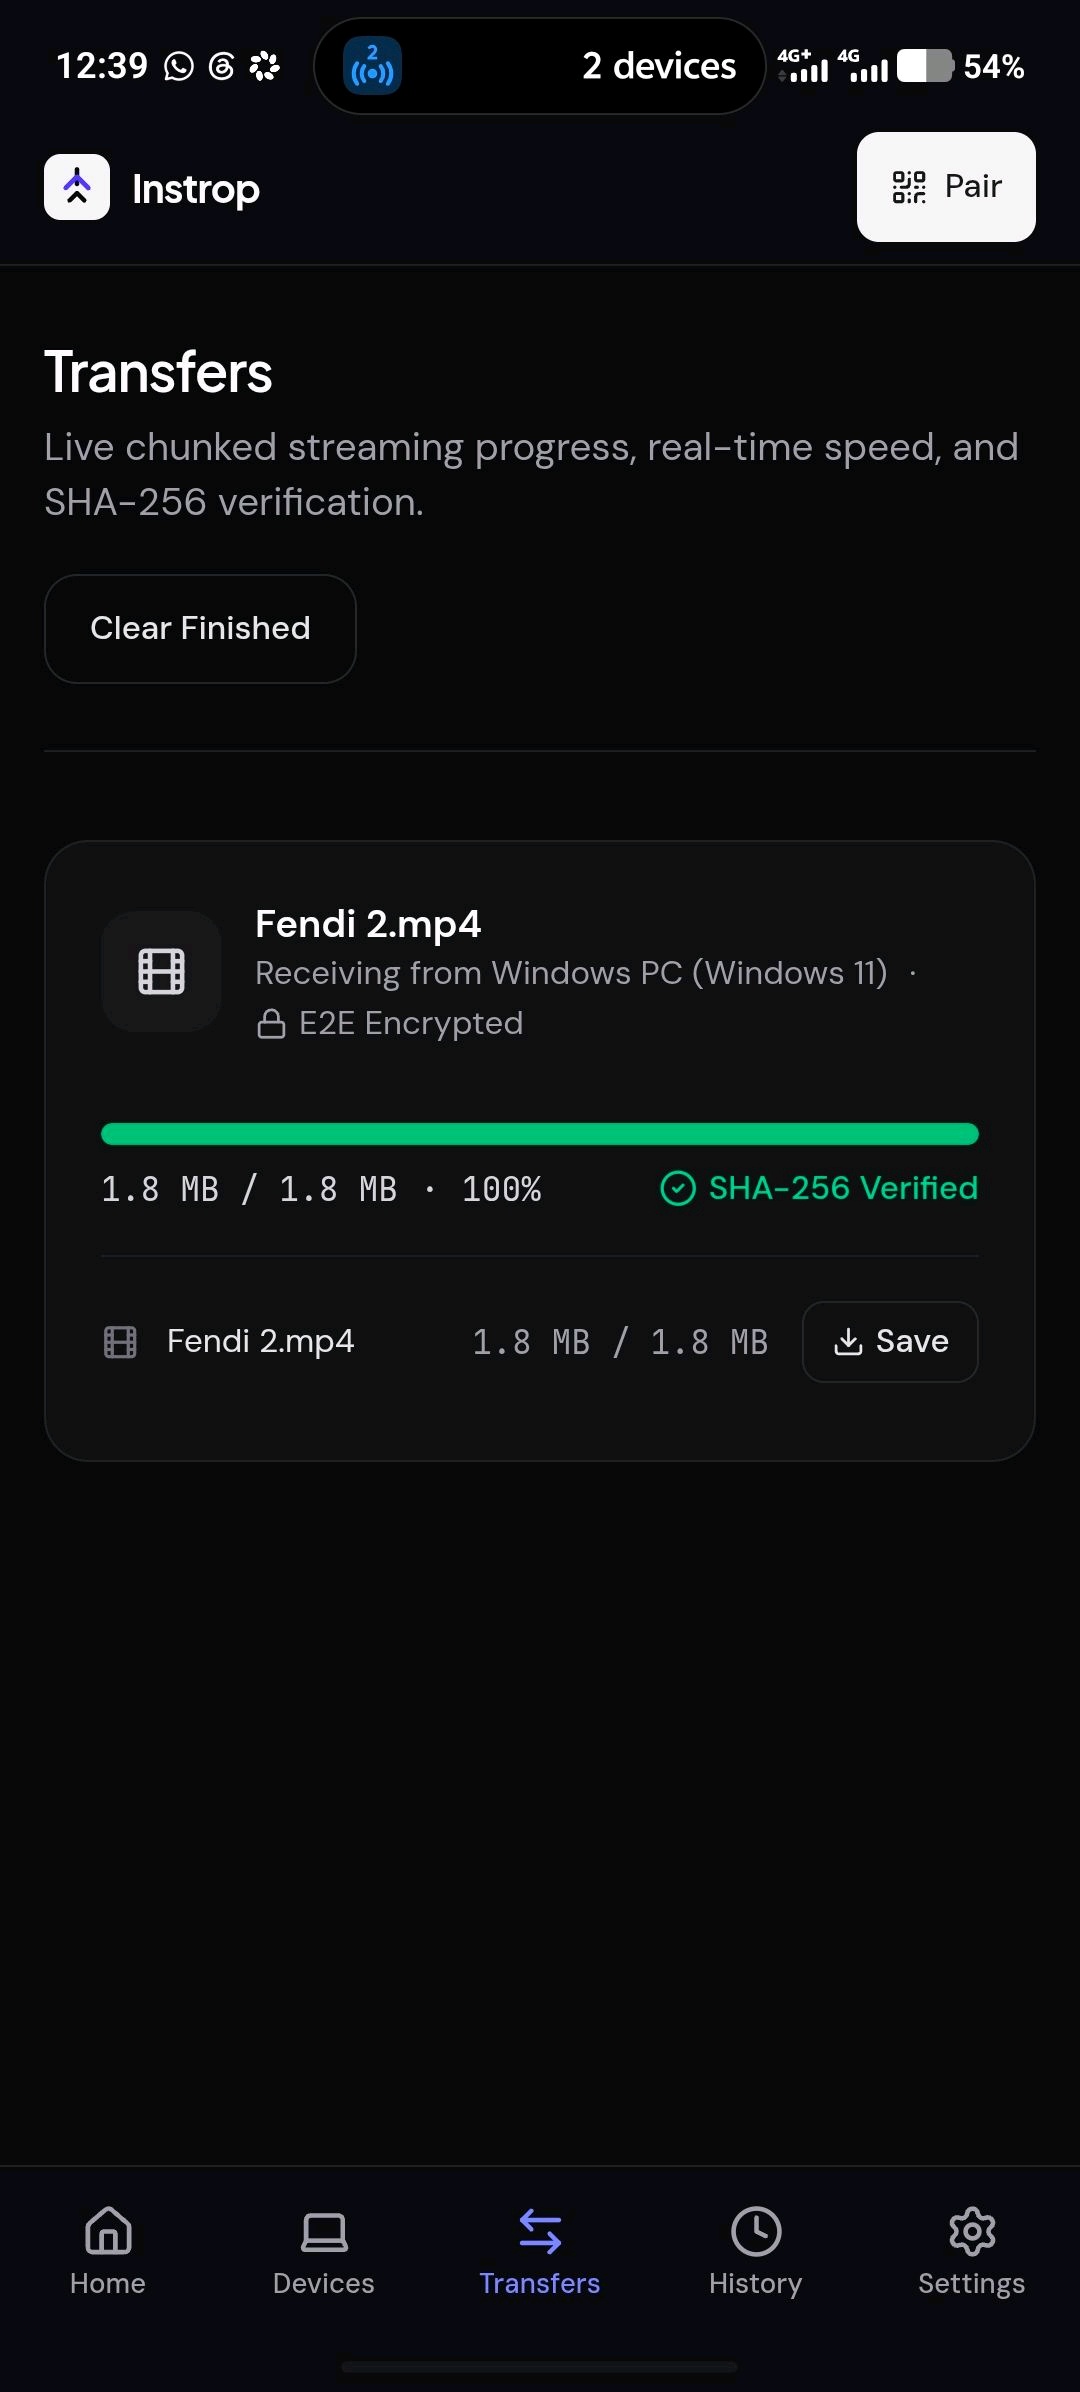 12:39
2
2 devices
4G+
4G
54%
Instrop
Pair
Transfers
Live chunked streaming progress, real-time speed, and
SHA-256 verification.
Clear Finished
Fendi 2.mp4
Receiving from Windows PC (Windows 11) ·
E2E Encrypted
1.8 MB / 1.8 MB · 100%
SHA-256 Verified
Fendi 2.mp4
1.8 MB / 1.8 MB
Save
Home
Devices
Transfers
History
Settings